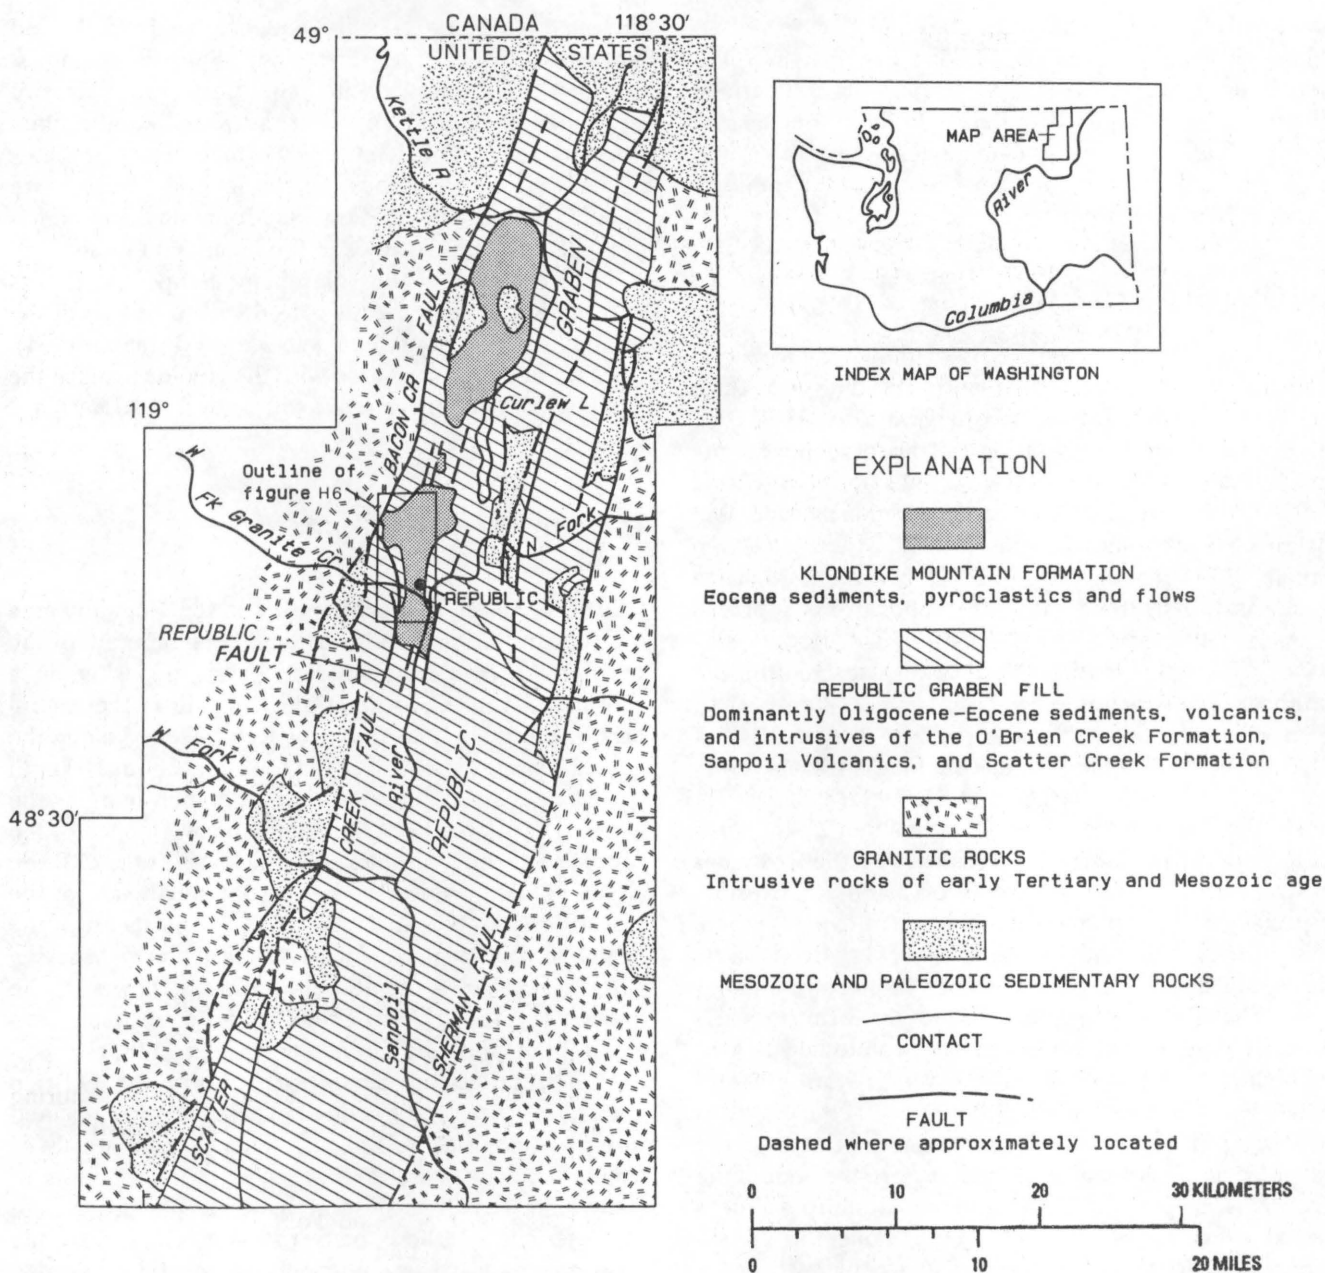 CANADA
118°30'
49°
UNITED STATES
Kettle R
BACON CR FAULT
GRABEN
Curlew L
119°
Outline of
figure H6
W
FK Granite Cr
N Fork
REPUBLIC
REPUBLIC
FAULT
W Fork
48°30'
SCATTER CREEK FAULT
Sanpoil River
REPUBLIC
SHERMAN FAULT
MAP AREA
River
Columbia
INDEX MAP OF WASHINGTON
EXPLANATION
KLONDIKE MOUNTAIN FORMATION
Eocene sediments, pyroclastics and flows
REPUBLIC GRABEN FILL
Dominantly Oligocene-Eocene sediments, volcanics,
and intrusives of the O'Brien Creek Formation,
Sanpoil Volcanics, and Scatter Creek Formation
GRANITIC ROCKS
Intrusive rocks of early Tertiary and Mesozoic age
MESOZOIC AND PALEOZOIC SEDIMENTARY ROCKS
CONTACT
FAULT
Dashed where approximately located
0 10 20 30 KILOMETERS
0 10 20 MILES